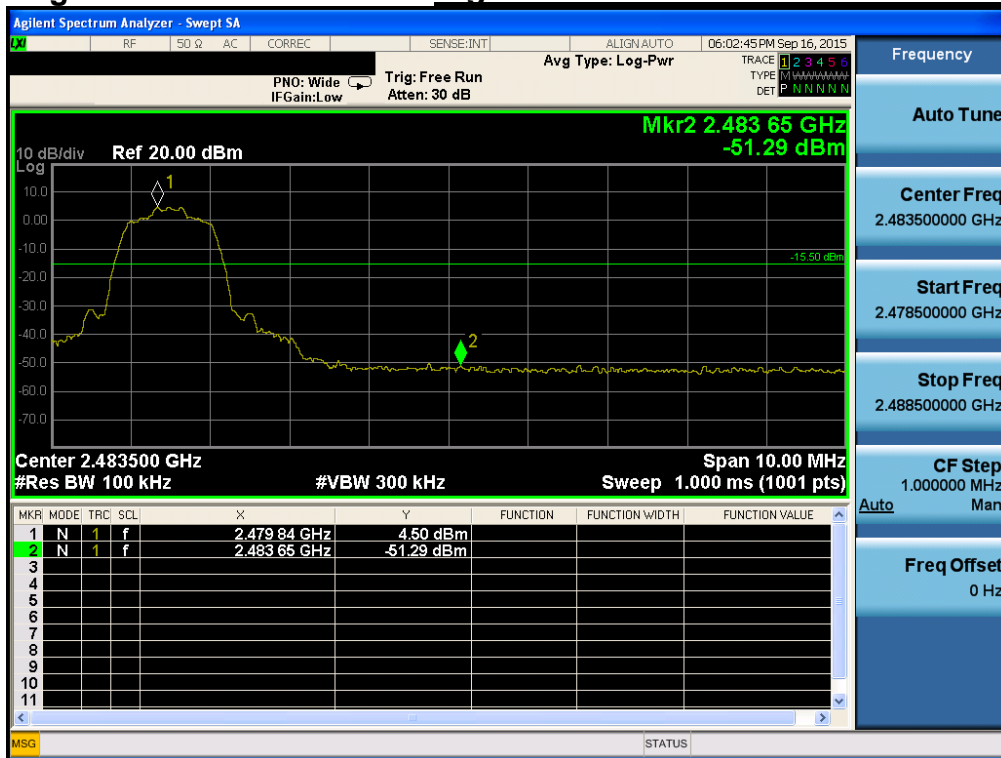 Agilent Spectrum Analyzer - Swept SA
LXI RF 50 Ω AC CORREC SENSE:INT ALIGN AUTO 06:02:45 PM Sep 16, 2015
Frequency
Avg Type: Log-Pwr
TRACE 1 2 3 4 5 6
PNO: Wide Trig: Free Run
TYPE M
IFGain:Low Atten: 30 dB
DET P N N N N N
Auto Tune
Mkr2 2.483 65 GHz
-51.29 dBm
10 dB/div Ref 20.00 dBm
Log
1
10.0
0.00
-10.0
-15.50 dBm
-20.0
-30.0
-40.0
2
-50.0
-60.0
-70.0
Center 2.483500 GHz Span 10.00 MHz
#Res BW 100 kHz #VBW 300 kHz Sweep 1.000 ms (1001 pts)
Center Freq
2.483500000 GHz
Start Freq
2.478500000 GHz
Stop Freq
2.488500000 GHz
CF Step
1.000000 MHz
Auto Man
Freq Offset
0 Hz
MKR MODE TRC SCL X Y FUNCTION FUNCTION WIDTH FUNCTION VALUE
1 N 1 f 2.479 84 GHz 4.50 dBm
2 N 1 f 2.483 65 GHz -51.29 dBm
3
4
5
6
7
8
9
10
11
MSG STATUS